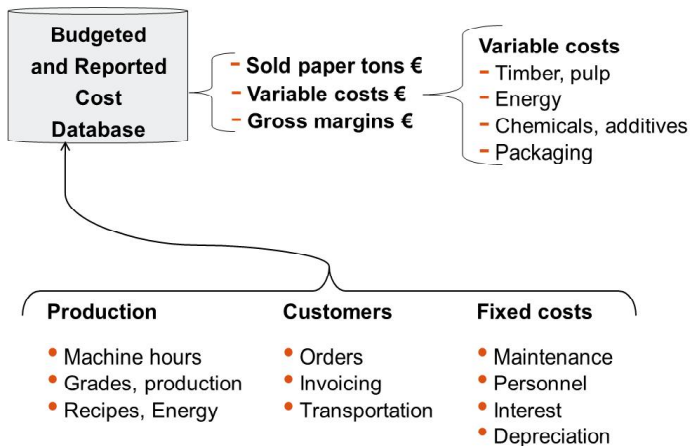 Budgeted
and Reported
Cost
Database
- Sold paper tons €
- Variable costs €
- Gross margins €
Variable costs
- Timber, pulp
- Energy
- Chemicals, additives
- Packaging
Production
• Machine hours
• Grades, production
• Recipes, Energy
Customers
• Orders
• Invoicing
• Transportation
Fixed costs
• Maintenance
• Personnel
• Interest
• Depreciation